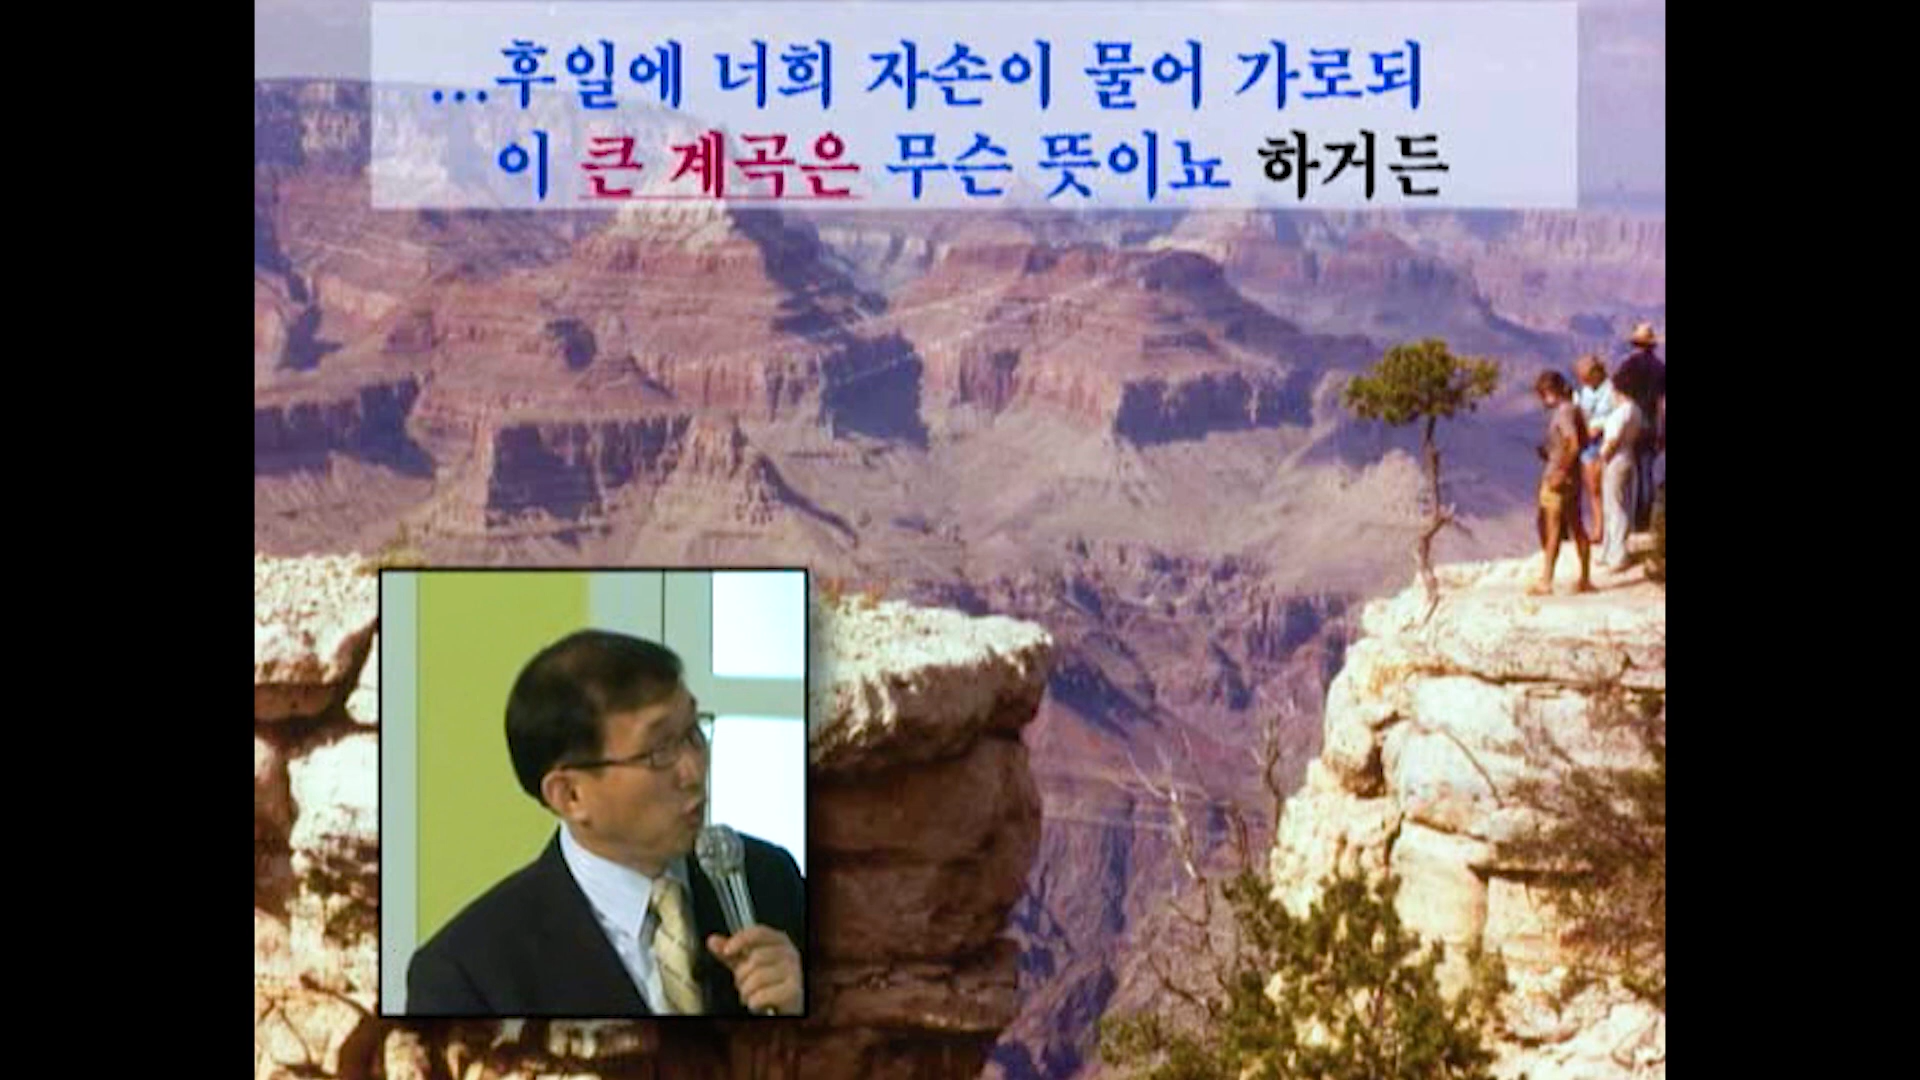 ...후일에 너희 자손이 물어 가로되
이 큰 계곡은 무슨 뜻이뇨 하거든